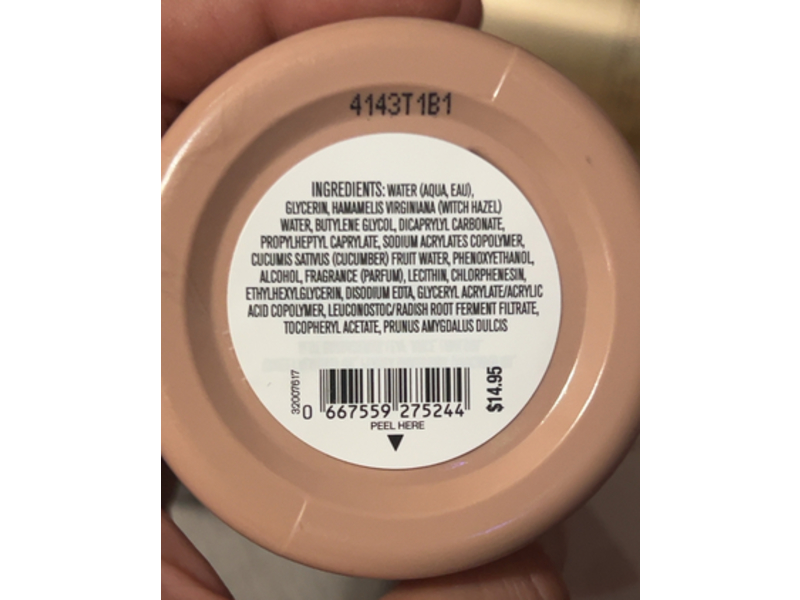 4143T1B1
INGREDIENTS: WATER (AQUA, EAU),
GLYCERIN, HAMAMELIS VIRGINIANA (WITCH HAZEL)
WATER, BUTYLENE GLYCOL, DICAPRYLYL CARBONATE,
PROPYLHEPTYL CAPRYLATE, SODIUM ACRYLATES COPOLYMER,
CUCUMIS SATIVUS (CUCUMBER) FRUIT WATER, PHENOXYETHANOL,
ALCOHOL, FRAGRANCE (PARFUM), LECITHIN, CHLORPHENESIN,
ETHYLHEXYLGLYCERIN, DISODIUM EDTA, GLYCERYL ACRYLATE/ACRYLIC
ACID COPOLYMER, LEUCONOSTOC/RADISH ROOT FERMENT FILTRATE,
TOCOPHERYL ACETATE, PRUNUS AMYGDALUS DULCIS
32007617
0 667559 275244
$14.95
PEEL HERE